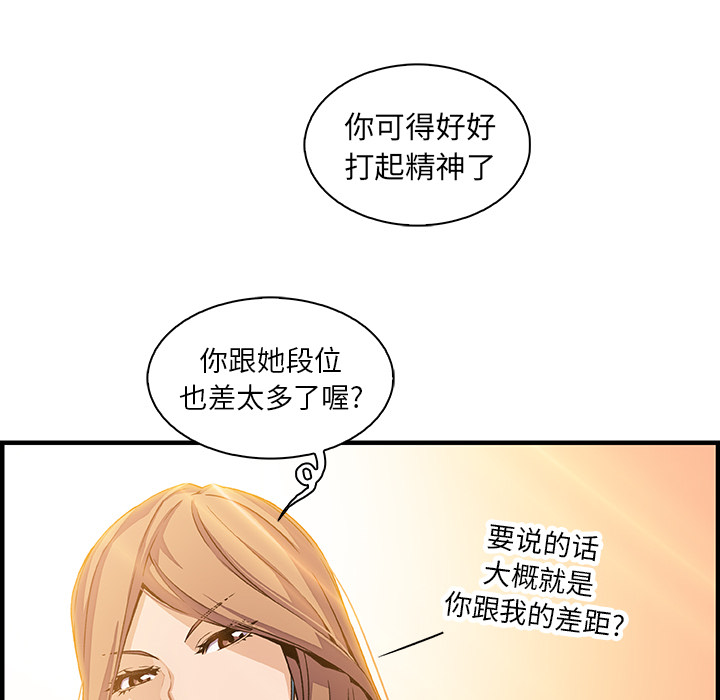 你可得好好
打起精神了
你跟她段位
也差太多了喔?
要说的话
大概就是
你跟我的差距?